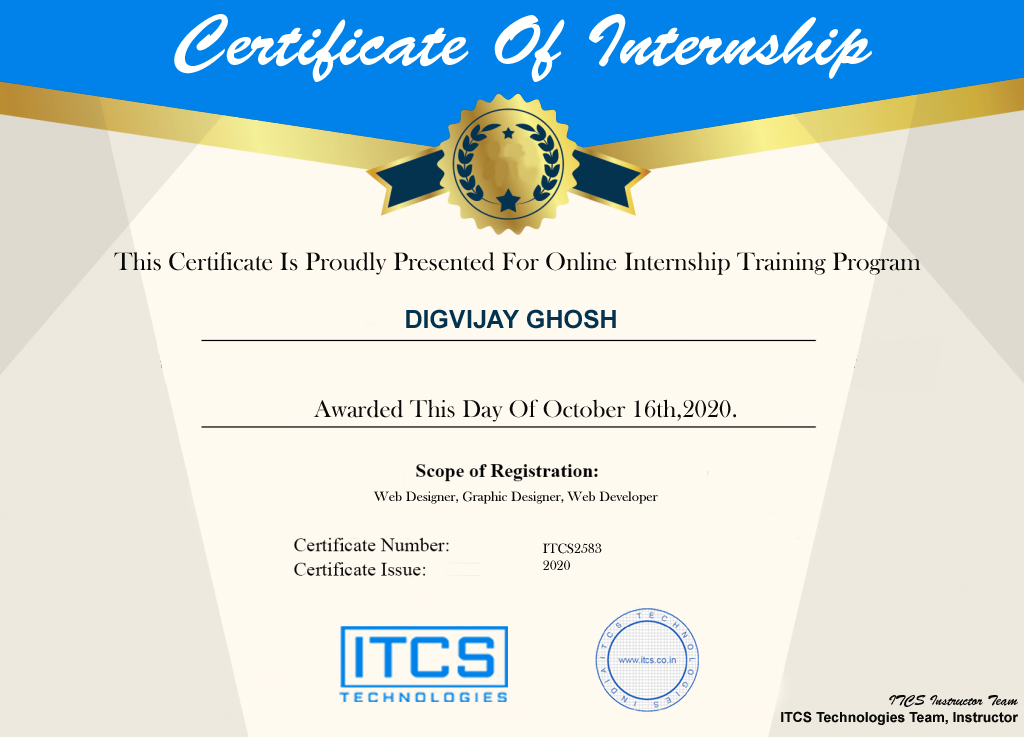 Certificate Of Internship
This Certificate Is Proudly Presented For Online Internship Training Program
DIGVIJAY GHOSH
Awarded This Day Of October 16th,2020.
Scope of Registration:
Web Designer, Graphic Designer, Web Developer
Certificate Number: ITCS2583
Certificate Issue: 2020
ITCS
TECHNOLOGIES
ITCS TECHNOLOGIES INDIA
www.itcs.co.in
ITCS Instructor Team
ITCS Technologies Team, Instructor